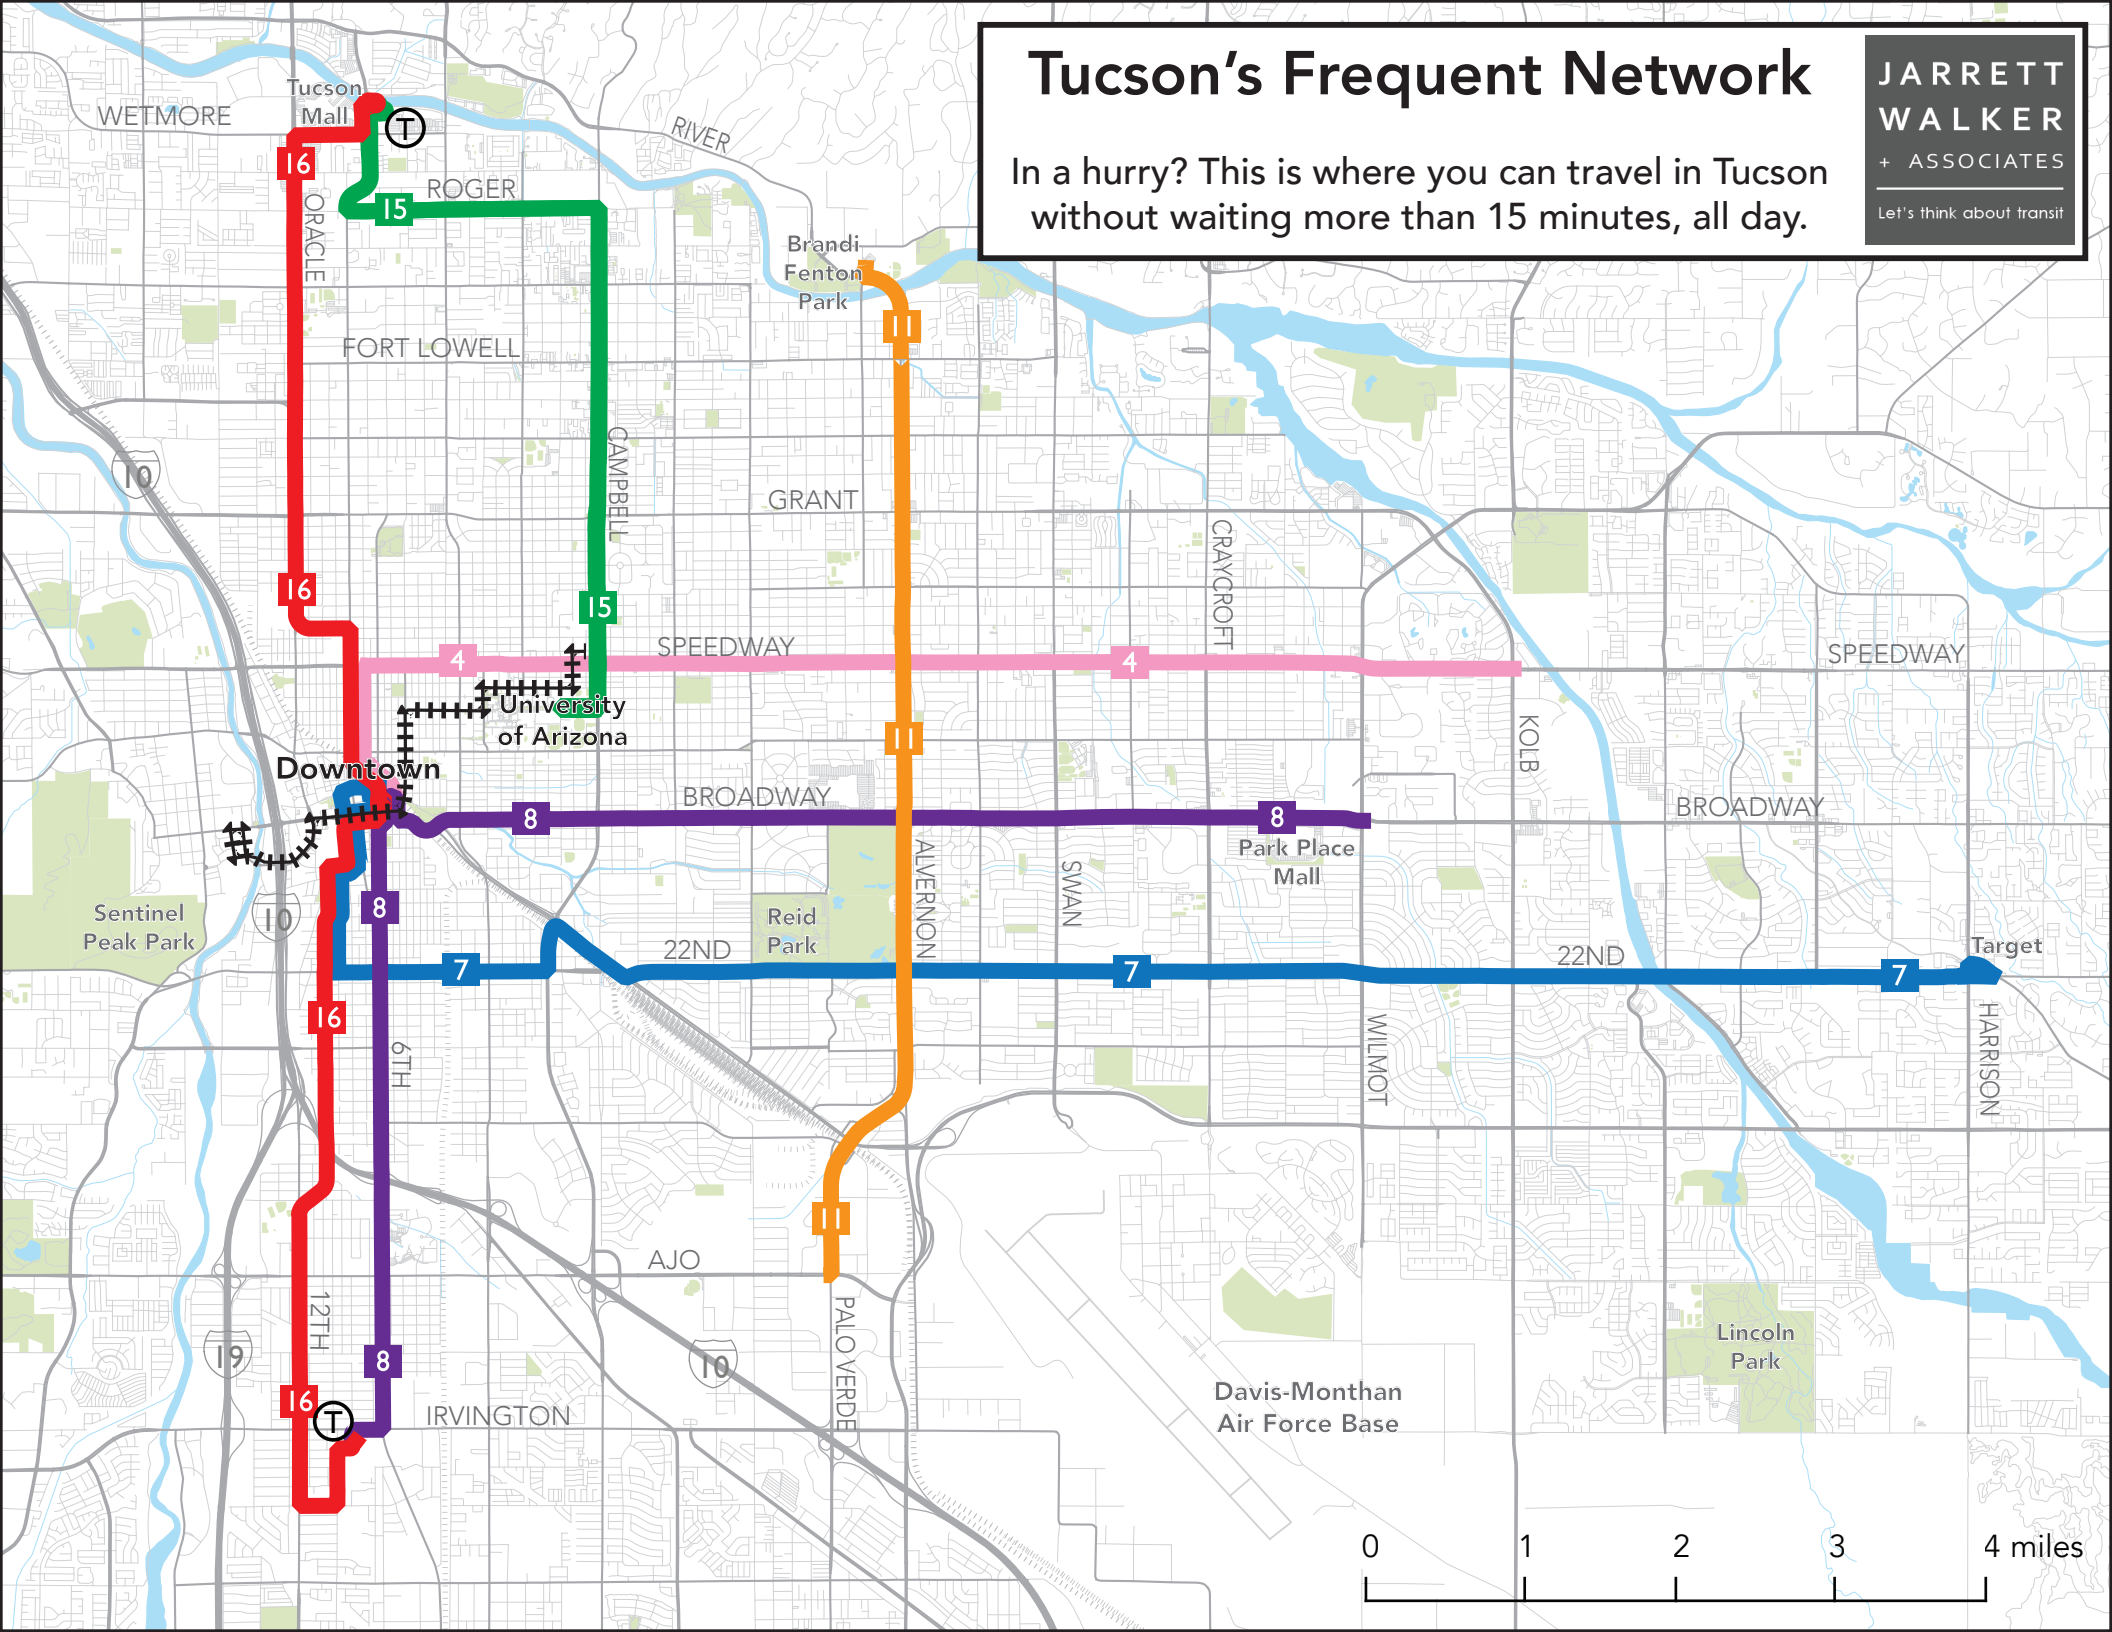 Tucson's Frequent Network
In a hurry? This is where you can travel in Tucson
without waiting more than 15 minutes, all day.
JARRETT
WALKER
+ ASSOCIATES
Let's think about transit
Tucson
Mall
WETMORE
T
RIVER
16
ROGER
15
ORACLE
Brandi
Fenton
Park
11
FORT LOWELL
CAMPBELL
10
GRANT
CRAYCROFT
16
15
SPEEDWAY
4
4
SPEEDWAY
University
of Arizona
KOLB
11
Downtown
BROADWAY
BROADWAY
8
8
Park Place
Mall
ALVERNON
SWAN
Sentinel
Peak Park
10
8
Reid
Park
22ND
22ND
Target
7
7
7
HARRISON
16
6TH
WILMOT
11
AJO
12TH
PALO VERDE
19
8
10
Lincoln
Park
16
T
IRVINGTON
Davis-Monthan
Air Force Base
0 1 2 3 4 miles